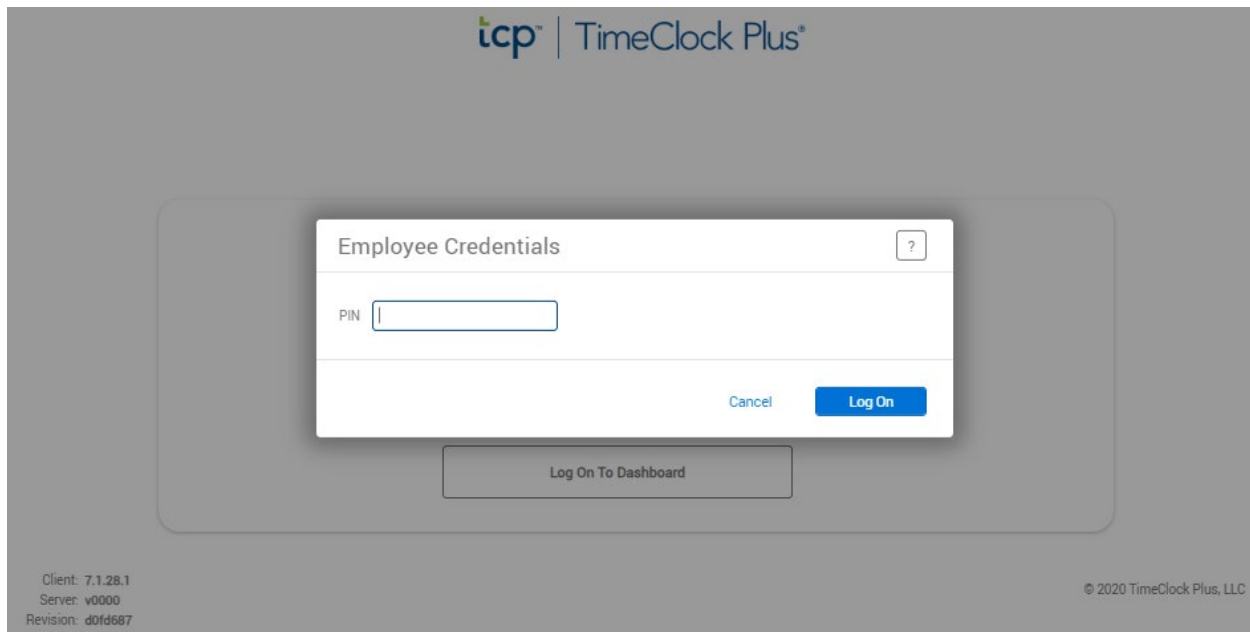 tcp™ | TimeClock Plus®
Employee Credentials
?
PIN
Cancel
Log On
Log On To Dashboard
Client: 7.1.28.1
Server: v0000
Revision: d0fd687
© 2020 TimeClock Plus, LLC